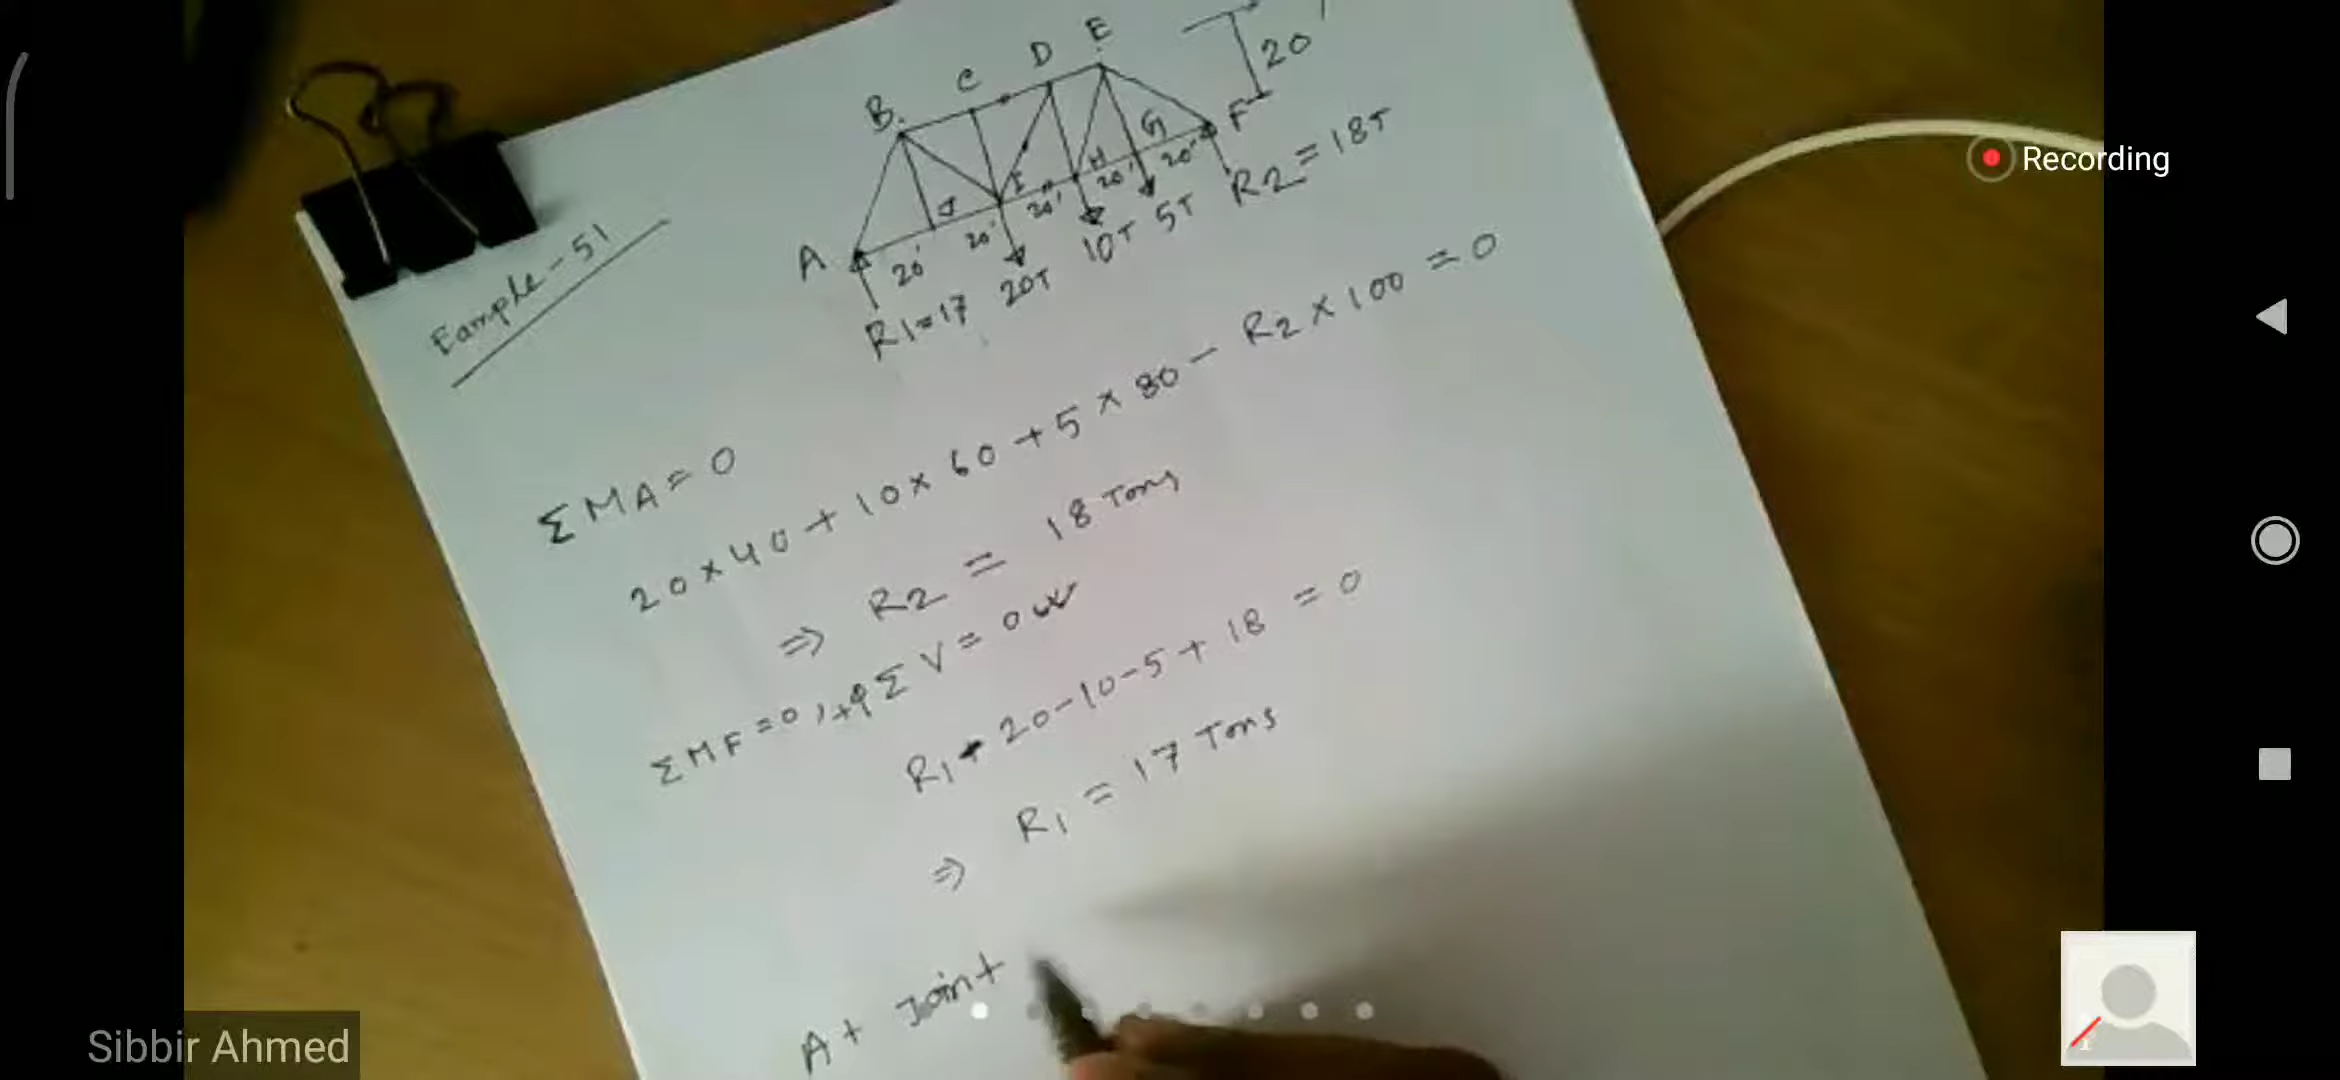 Eample-51
B C D E
20'
A J I H G F
20' 20' 20' 20' 20'
R1=17 20T 10T 5T R2=18T
ΣMA=0
20×40+10×60+5×80-R2×100=0
⇒ R2 = 18 Tons
ΣMF=0,
ΣV=0
R1-20-10-5+18=0
⇒ R1 = 17 Tons
At Joint
Recording
Sibbir Ahmed